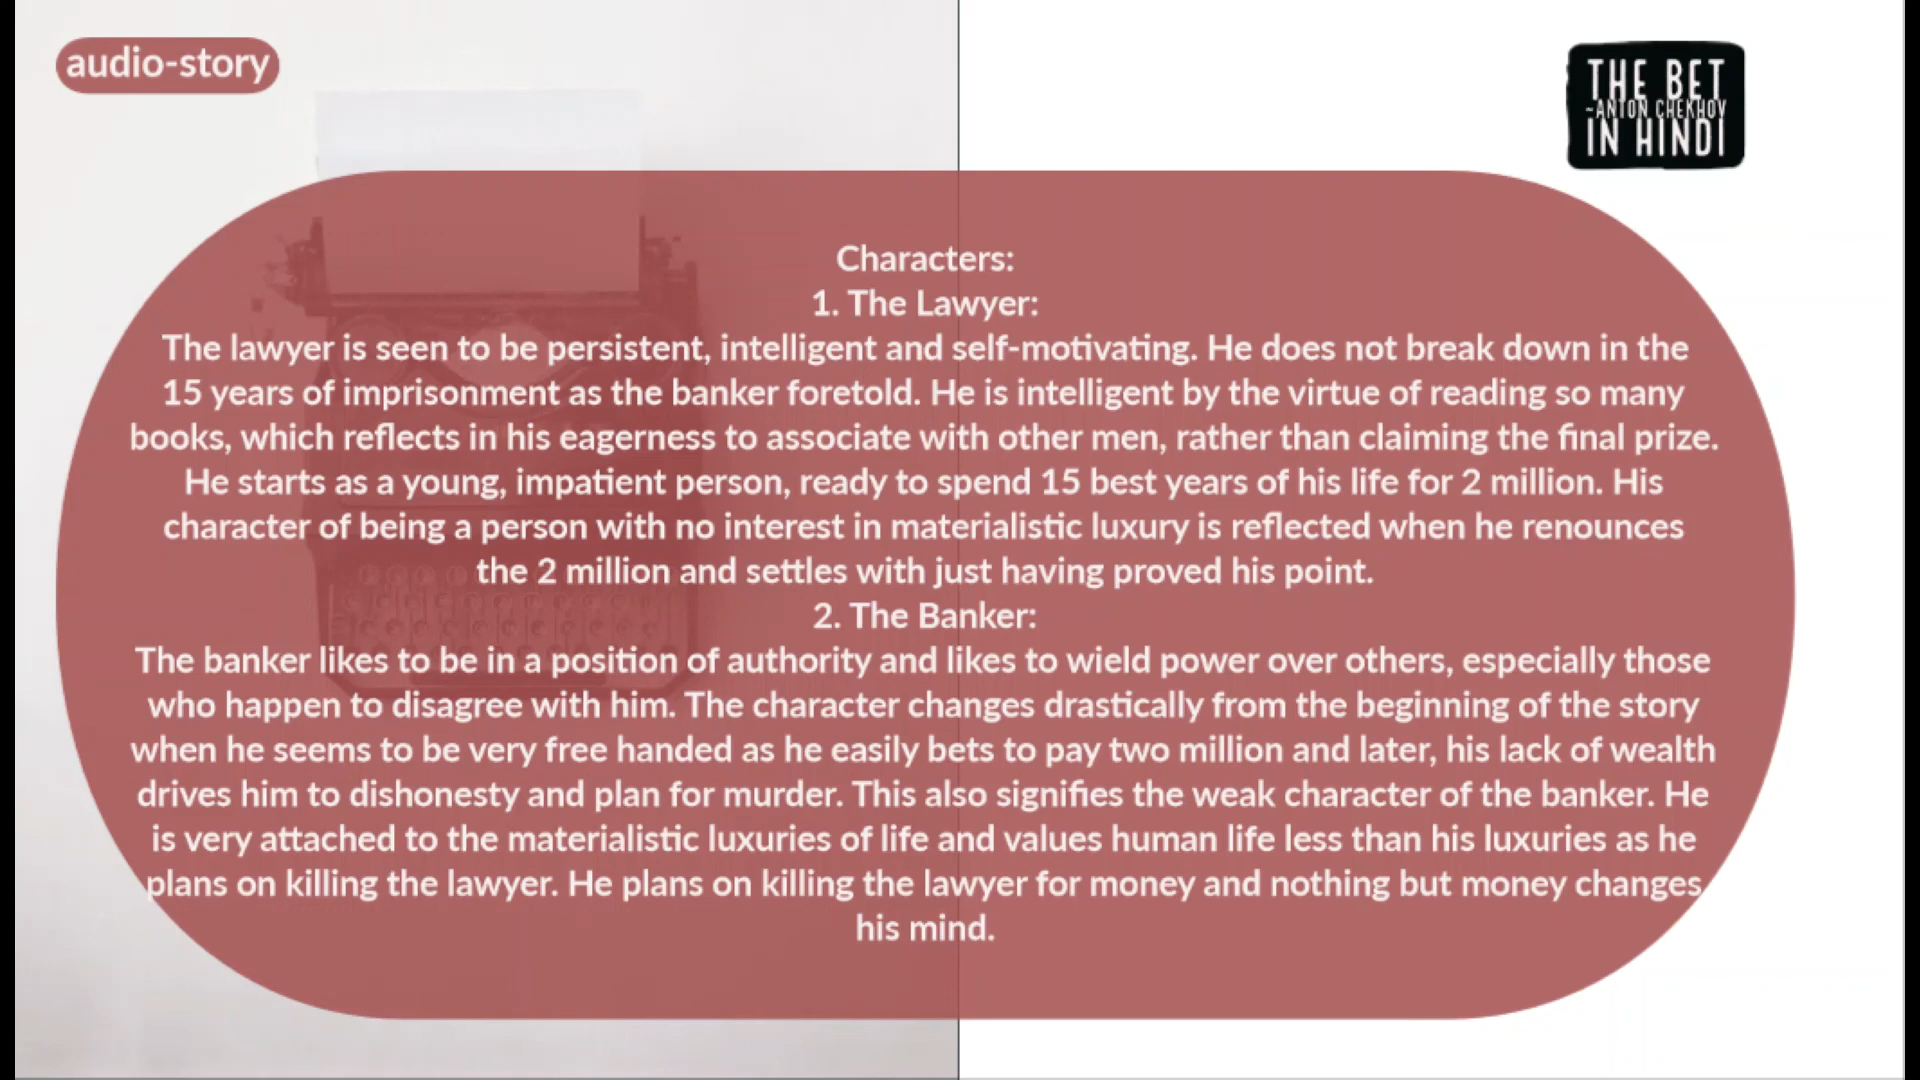 audio-story
THE BET
~ANTON CHEKHOV
IN HINDI
Characters:
1. The Lawyer:
The lawyer is seen to be persistent, intelligent and self-motivating. He does not break down in the
15 years of imprisonment as the banker foretold. He is intelligent by the virtue of reading so many
books, which reflects in his eagerness to associate with other men, rather than claiming the final prize.
He starts as a young, impatient person, ready to spend 15 best years of his life for 2 million. His
character of being a person with no interest in materialistic luxury is reflected when he renounces
the 2 million and settles with just having proved his point.
2. The Banker:
The banker likes to be in a position of authority and likes to wield power over others, especially those
who happen to disagree with him. The character changes drastically from the beginning of the story
when he seems to be very free handed as he easily bets to pay two million and later, his lack of wealth
drives him to dishonesty and plan for murder. This also signifies the weak character of the banker. He
is very attached to the materialistic luxuries of life and values human life less than his luxuries as he
plans on killing the lawyer. He plans on killing the lawyer for money and nothing but money changes
his mind.